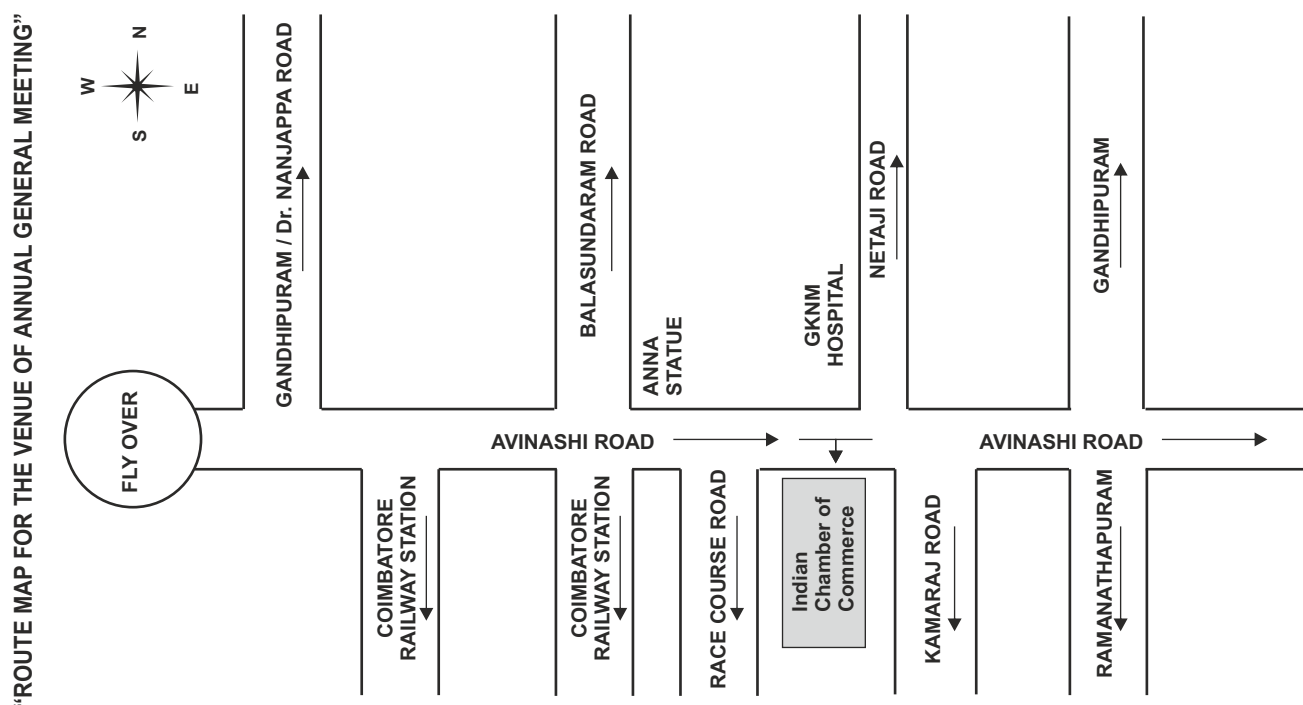 “ROUTE MAP FOR THE VENUE OF ANNUAL GENERAL MEETING”
N
W
E
S
GANDHIPURAM / Dr. NANJAPPA ROAD
BALASUNDARAM ROAD
ANNA
STATUE
GKNM
HOSPITAL
NETAJI ROAD
GANDHIPURAM
FLY OVER
AVINASHI ROAD
AVINASHI ROAD
COIMBATORE
RAILWAY STATION
COIMBATORE
RAILWAY STATION
RACE COURSE ROAD
Indian
Chamber of
Commerce
KAMARAJ ROAD
RAMANATHAPURAM